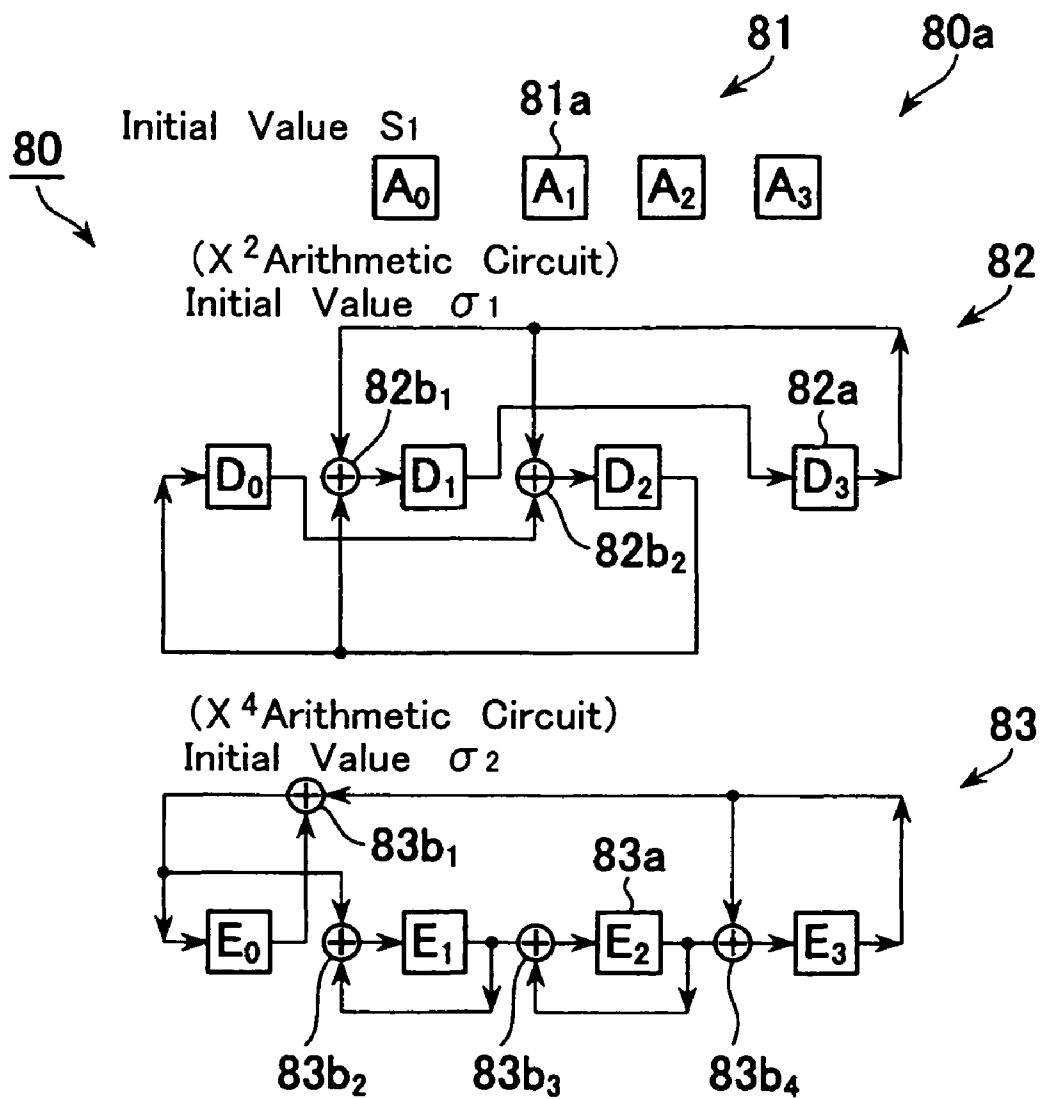 81
80a
81a
Initial Value S1
80
A0 A1 A2 A3
(X2 Arithmetic Circuit)
Initial Value σ1
82
82b1
82a
D0 D1 D2 D3
82b2
(X4 Arithmetic Circuit)
Initial Value σ2
83
83b1
83a
E0 E1 E2 E3
83b2 83b3 83b4